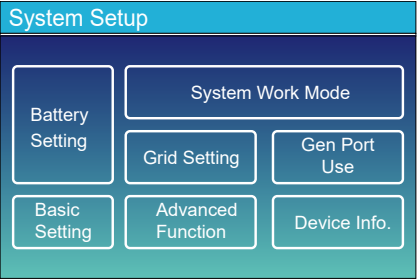 System Setup
Battery
Setting
System Work Mode
Grid Setting
Gen Port
Use
Basic
Setting
Advanced
Function
Device Info.